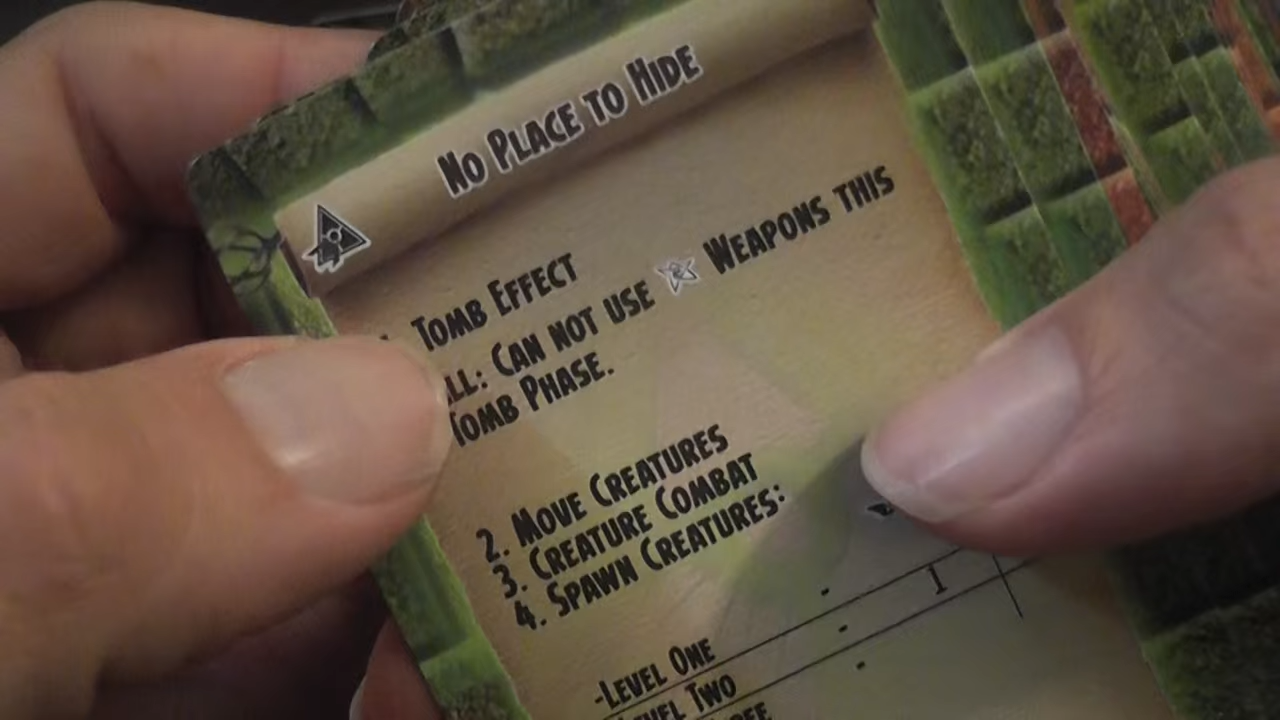 No Place to Hide
Tomb Effect
LL: Can not use Weapons this
Tomb Phase.
2. Move Creatures
3. Creature Combat
4. Spawn Creatures:
-Level One - 1
Level Two -
-